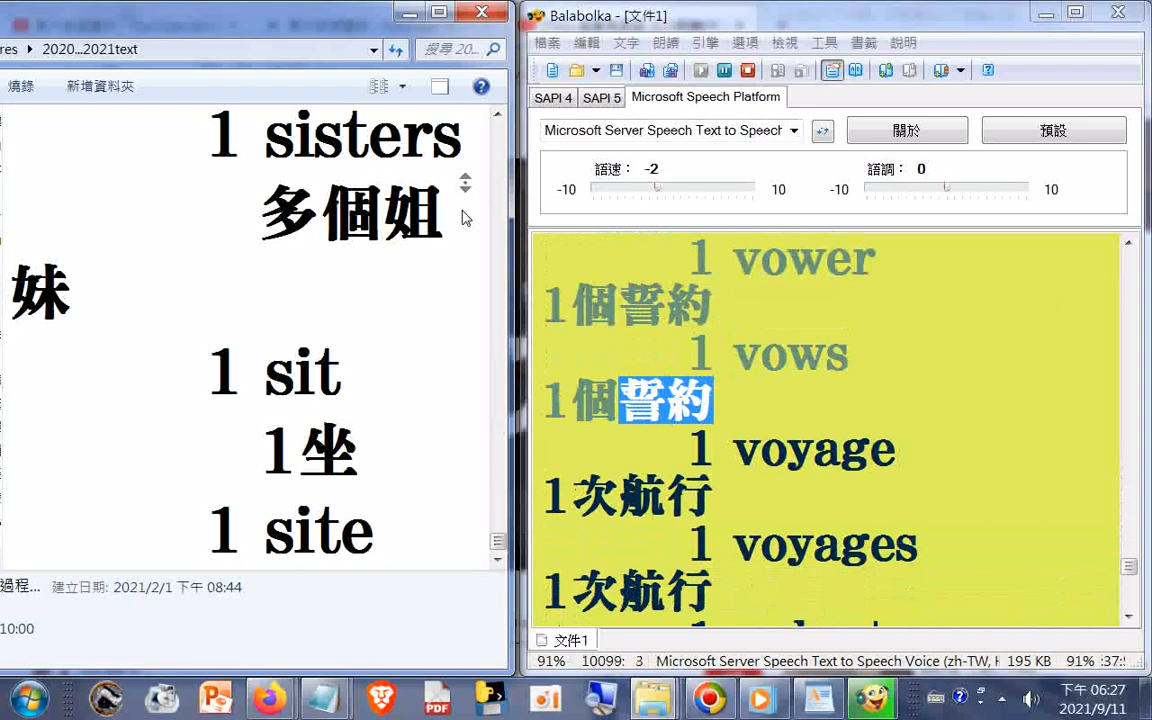 res ▸ 2020...2021text
搜尋 20...
燒錄 新增資料夾
1 sisters
多個姐
妹
1 sit
1坐
1 site
過程... 建立日期: 2021/2/1 下午 08:44
10:00
Balabolka - [文件1]
檔案 編輯 文字 朗讀 引擎 選項 檢視 工具 書籤 說明
SAPI 4 SAPI 5 Microsoft Speech Platform
Microsoft Server Speech Text to Speech 關於 預設
語速： -2 語調： 0
-10 10 -10 10
1 vower
1個誓約
1 vows
1個誓約
1 voyage
1次航行
1 voyages
1次航行
文件1
91% 10099: 3 Microsoft Server Speech Text to Speech Voice (zh-TW, 195 KB 91%
PDF
下午 06:27
2021/9/11